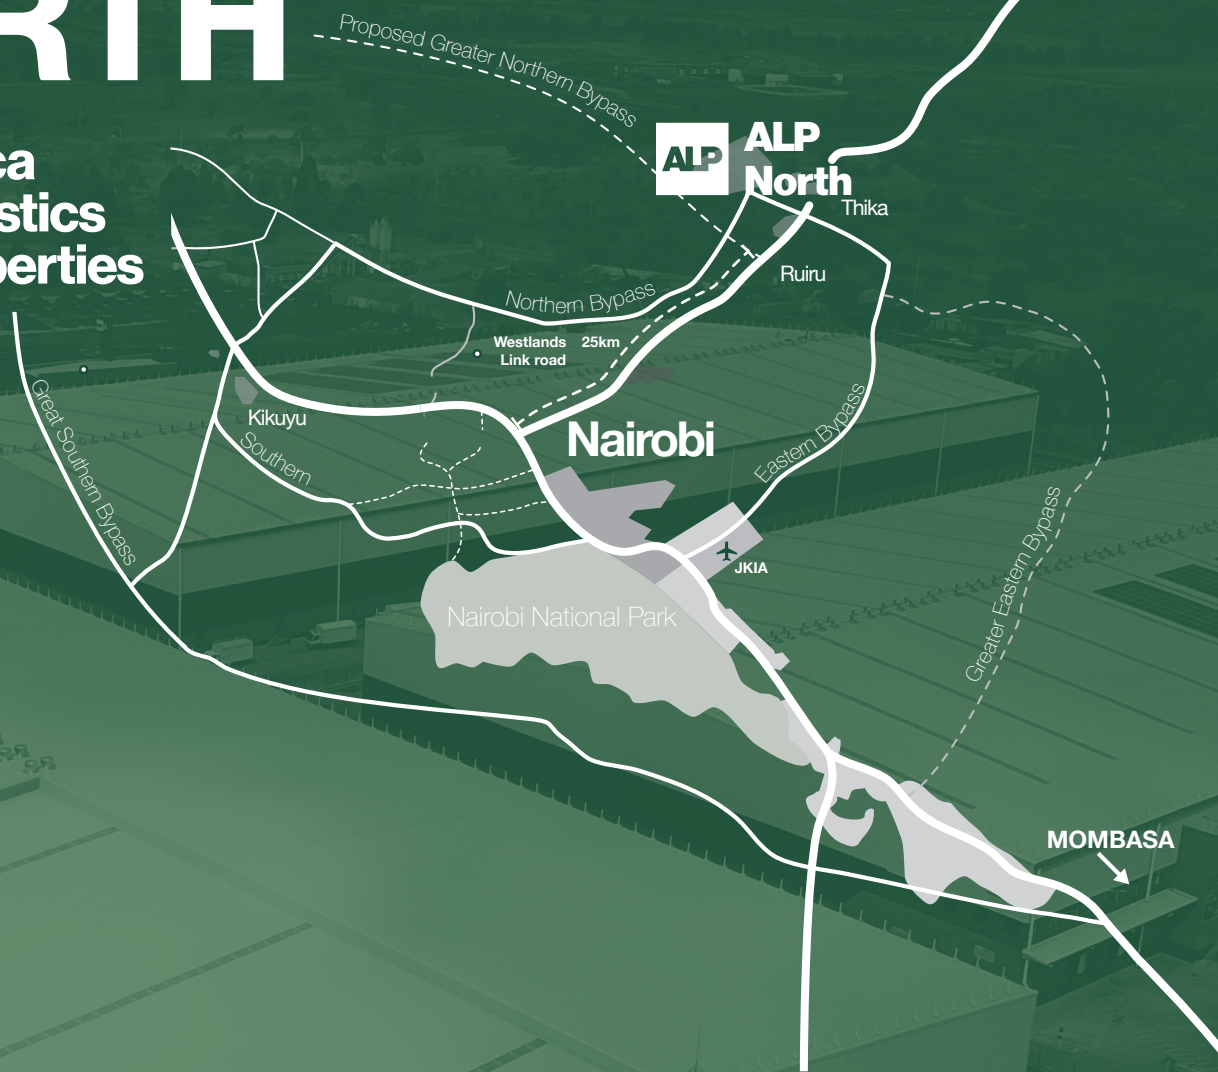 RTH
Proposed Greater Northern Bypass
ALP
ALP
North
ca
stics
perties
Thika
Ruiru
Northern Bypass
Westlands 25km
Link road
Great Southern Bypass
Kikuyu
Southern
Nairobi
Eastern Bypass
Greater Eastern Bypass
JKIA
Nairobi National Park
MOMBASA